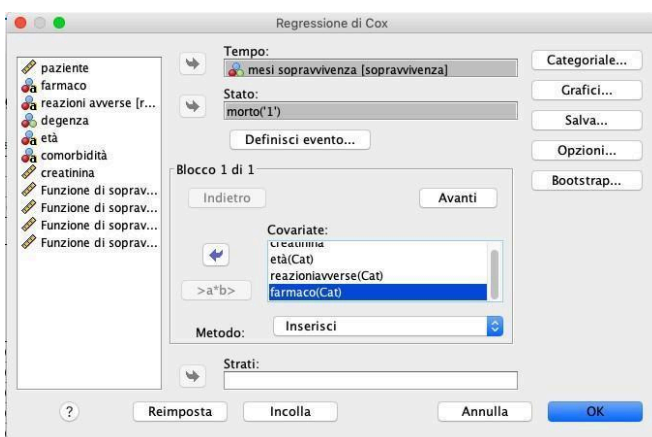 Regressione di Cox
paziente
farmaco
reazioni avverse [r...
degenza
età
comorbidità
creatinina
Funzione di soprav...
Funzione di soprav...
Funzione di soprav...
Funzione di soprav...
Tempo:
mesi sopravvivenza [sopravvivenza]
Stato:
morto('1')
Definisci evento...
Blocco 1 di 1
Indietro
Avanti
Covariate:
creatinina
età(Cat)
reazioniavverse(Cat)
farmaco(Cat)
>a*b>
Metodo:
Inserisci
Strati:
Categoriale...
Grafici...
Salva...
Opzioni...
Bootstrap...
?
Reimposta
Incolla
Annulla
OK